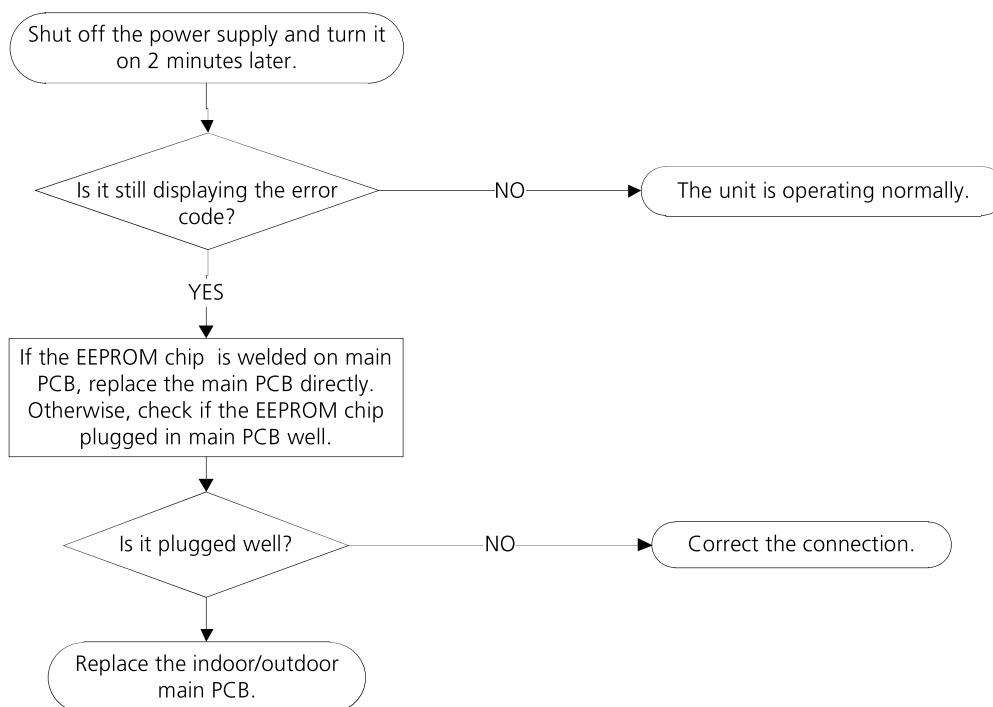 Shut off the power supply and turn it
on 2 minutes later.
Is it still displaying the error
code?
NO
The unit is operating normally.
YES
If the EEPROM chip is welded on main
PCB, replace the main PCB directly.
Otherwise, check if the EEPROM chip
plugged in main PCB well.
Is it plugged well?
NO
Correct the connection.
Replace the indoor/outdoor
main PCB.